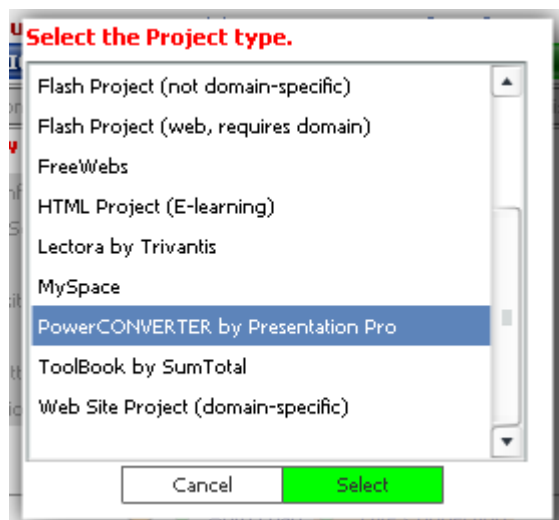 Select the Project type.
Flash Project (not domain-specific)
Flash Project (web, requires domain)
FreeWebs
HTML Project (E-learning)
Lectora by Trivantis
MySpace
PowerCONVERTER by Presentation Pro
ToolBook by SumTotal
Web Site Project (domain-specific)
Cancel
Select